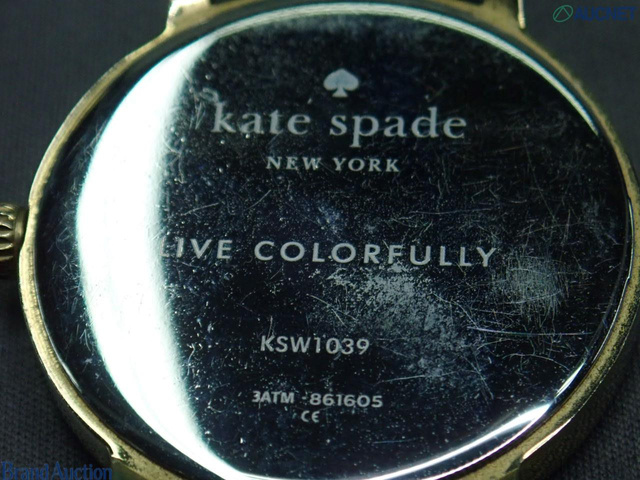 kate spade
NEW YORK
LIVE COLORFULLY
KSW1039
3ATM 861605
CE
Brand Auction